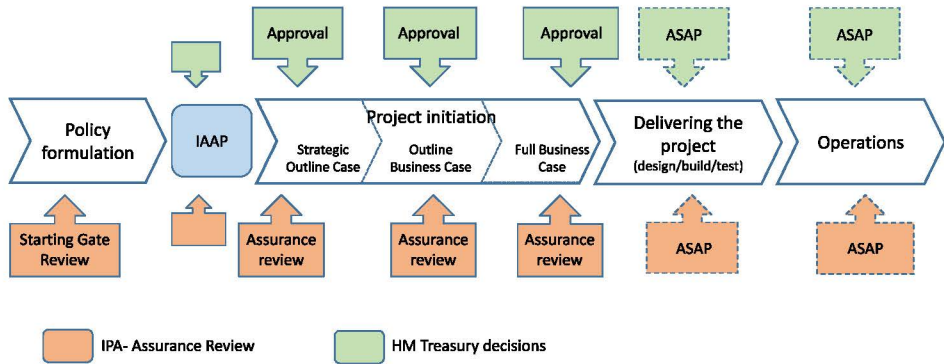 Approval
Approval
Approval
ASAP
ASAP
Policy
formulation
IAAP
Project initiation
Strategic
Outline Case
Outline
Business Case
Full Business
Case
Delivering the
project
(design/build/test)
Operations
Starting Gate
Review
Assurance
review
Assurance
review
Assurance
review
ASAP
ASAP
IPA- Assurance Review
HM Treasury decisions